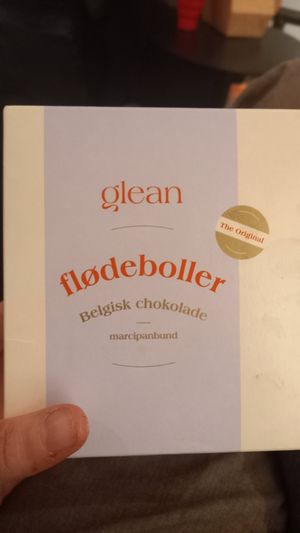 glean
The Original
flødeboller
Belgisk chokolade
marcipanbund